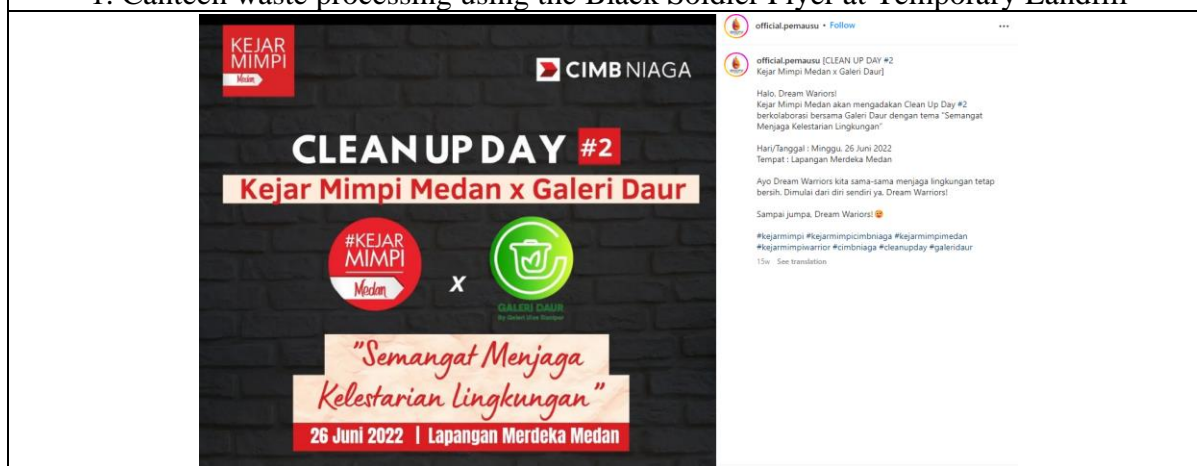 1. Canteen waste processing using the Black Soldier Flyer at Temporary Landfill
KEJAR
MIMPI
Medan
CIMB NIAGA
CLEAN UP DAY #2
Kejar Mimpi Medan x Galeri Daur
#KEJAR
MIMPI
Medan
x
GALERI DAUR
"Semangat Menjaga
Kelestarian Lingkungan"
26 Juni 2022 | Lapangan Merdeka Medan
official.pemausu • Follow
official.pemausu [CLEAN UP DAY #2
Kejar Mimpi Medan x Galeri Daur]
Halo, Dream Wariors!
Kejar Mimpi Medan akan mengadakan Clean Up Day #2
berkolaborasi bersama Galeri Daur dengan tema "Semangat
Menjaga Kelestarian Lingkungan"
Hari/Tanggal : Minggu, 26 Juni 2022
Tempat : Lapangan Merdeka Medan
Ayo Dream Warriors kita sama-sama menjaga lingkungan tetap
bersih. Dimulai dari diri sendiri ya, Dream Warriors!
Sampai jumpa, Dream Wariors! 
#kejarmimpi #kejarmimpicimbniaga #kejarmimpimedan
#kejarmimpiwarrior #cimbniaga #cleanupday #galeridaur
15w See translation